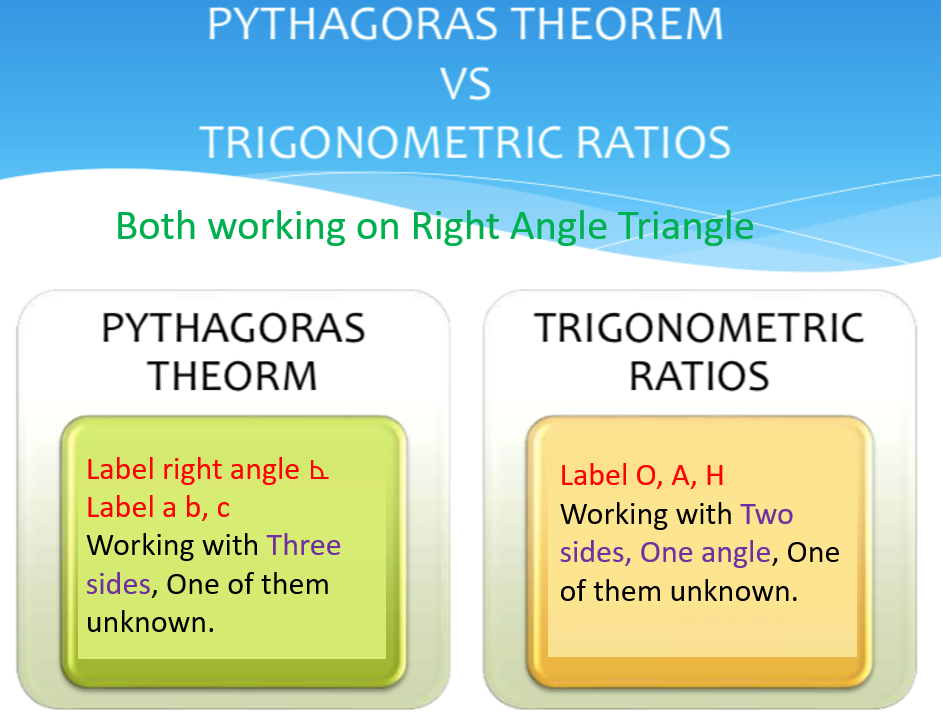 PYTHAGORAS THEOREM
VS
TRIGONOMETRIC RATIOS
Both working on Right Angle Triangle
PYTHAGORAS
THEORM
Label right angle ⊾
Label a b, c
Working with Three
sides, One of them
unknown.
TRIGONOMETRIC
RATIOS
Label O, A, H
Working with Two
sides, One angle, One
of them unknown.